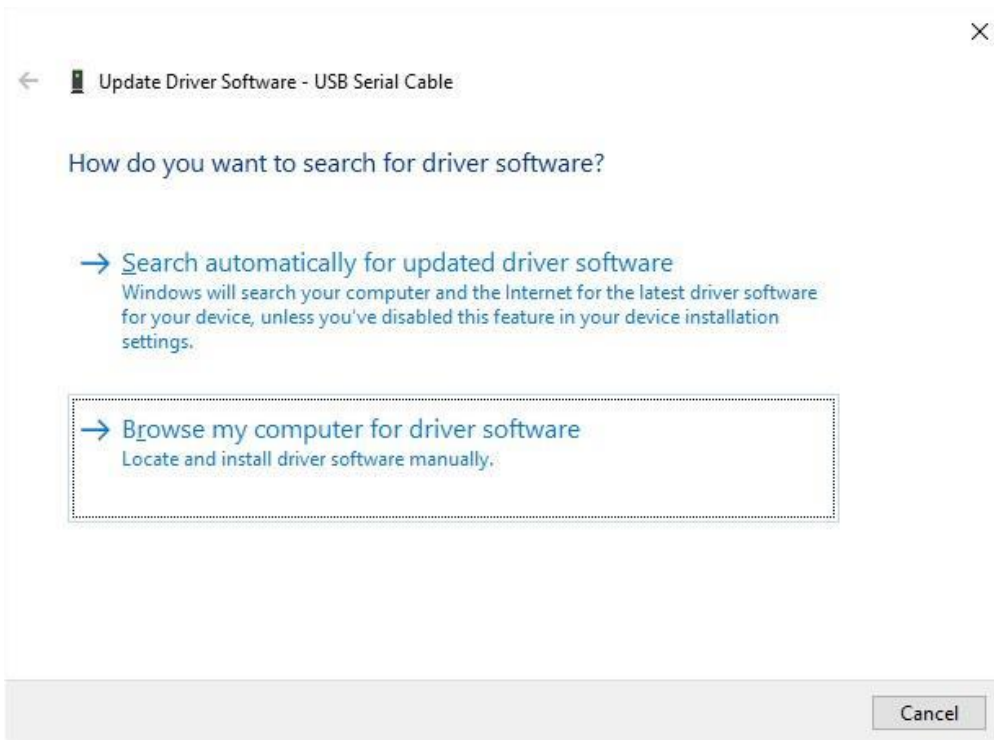 Update Driver Software - USB Serial Cable
How do you want to search for driver software?
Search automatically for updated driver software
Windows will search your computer and the Internet for the latest driver software
for your device, unless you've disabled this feature in your device installation
settings.
Browse my computer for driver software
Locate and install driver software manually.
Cancel